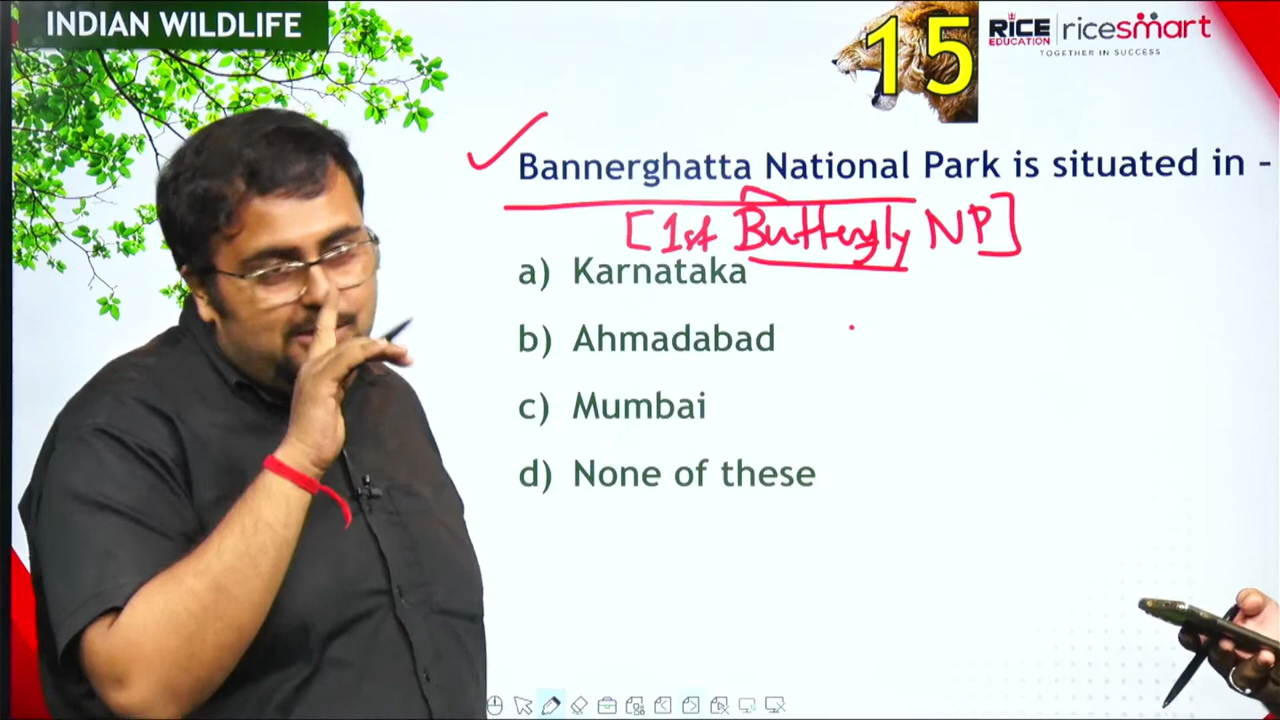 INDIAN WILDLIFE
15
RICE
EDUCATION
ricesmart
TOGETHER IN SUCCESS
Bannerghatta National Park is situated in -
[1st Butterfly NP]
a) Karnataka
b) Ahmadabad
c) Mumbai
d) None of these